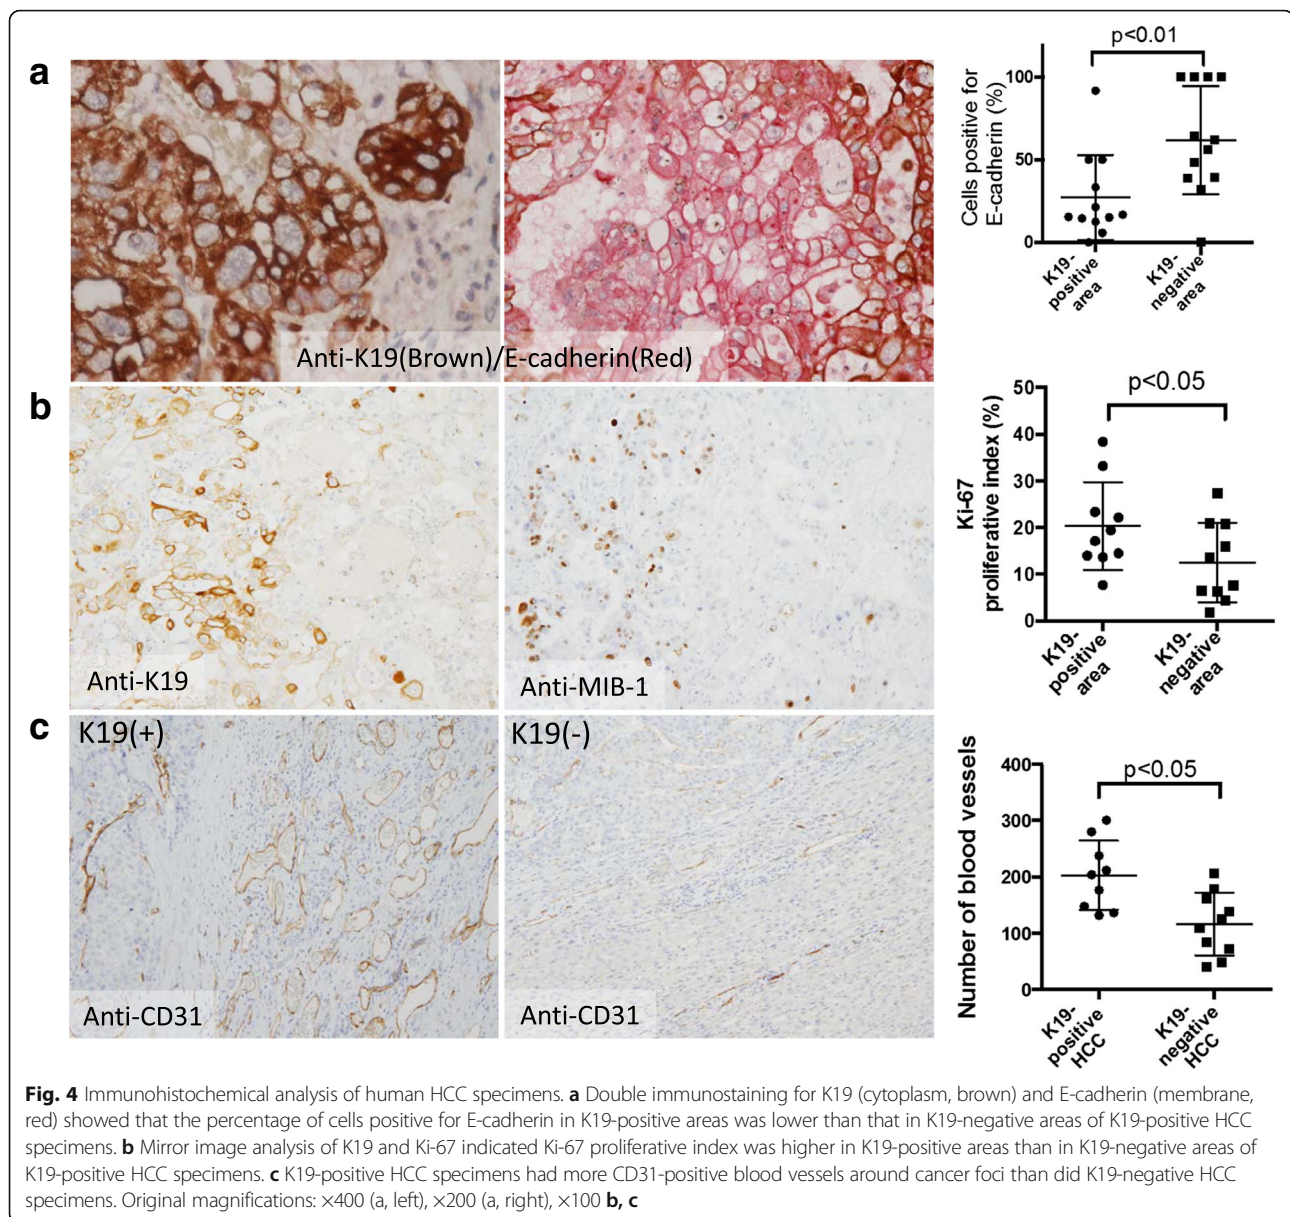 a
Anti-K19(Brown)/E-cadherin(Red)
p<0.01
Cells positive for
E-cadherin (%)
100
50
0
K19-
positive
area
K19-
negative
area
b
Anti-K19
Anti-MIB-1
p<0.05
Ki-67
proliferative index (%)
50
40
30
20
10
0
K19-
positive
area
K19-
negative
area
c
K19(+)
Anti-CD31
K19(-)
Anti-CD31
p<0.05
Number of blood vessels
400
300
200
100
0
K19-
positive
HCC
K19-
negative
HCC
Fig. 4 Immunohistochemical analysis of human HCC specimens. a Double immunostaining for K19 (cytoplasm, brown) and E-cadherin (membrane,
red) showed that the percentage of cells positive for E-cadherin in K19-positive areas was lower than that in K19-negative areas of K19-positive HCC
specimens. b Mirror image analysis of K19 and Ki-67 indicated Ki-67 proliferative index was higher in K19-positive areas than in K19-negative areas of
K19-positive HCC specimens. c K19-positive HCC specimens had more CD31-positive blood vessels around cancer foci than did K19-negative HCC
specimens. Original magnifications: ×400 (a, left), ×200 (a, right), ×100 b, c